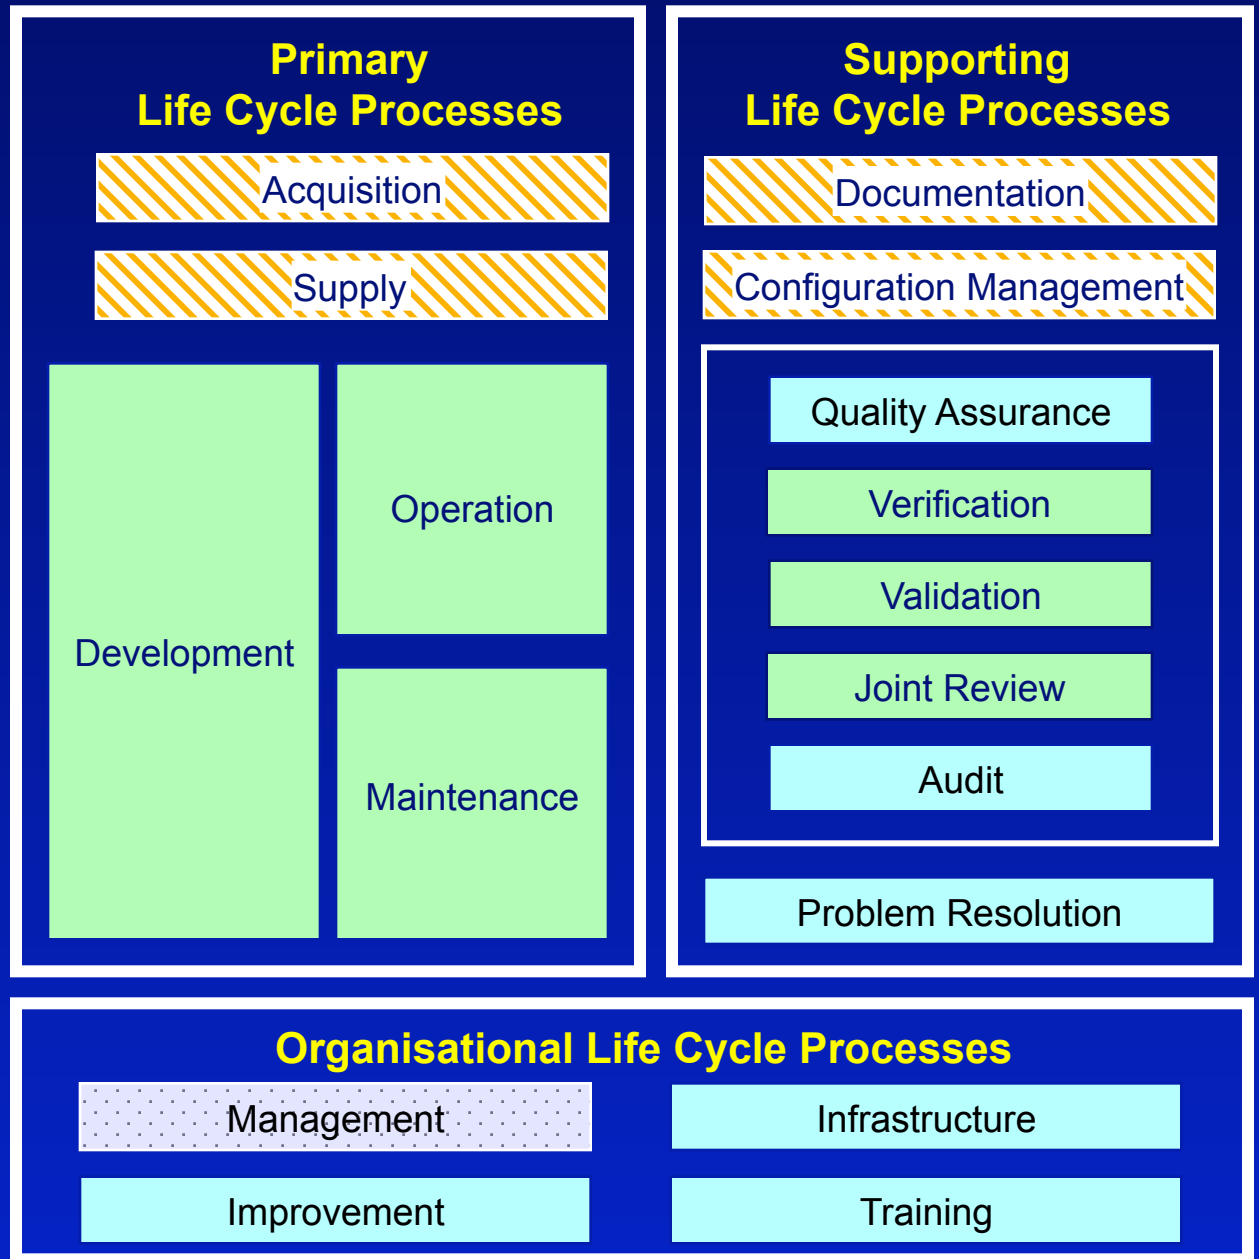 Primary
Life Cycle Processes
Acquisition
Supply
Development
Operation
Maintenance
Supporting
Life Cycle Processes
Documentation
Configuration Management
Quality Assurance
Verification
Validation
Joint Review
Audit
Problem Resolution
Organisational Life Cycle Processes
Management
Infrastructure
Improvement
Training